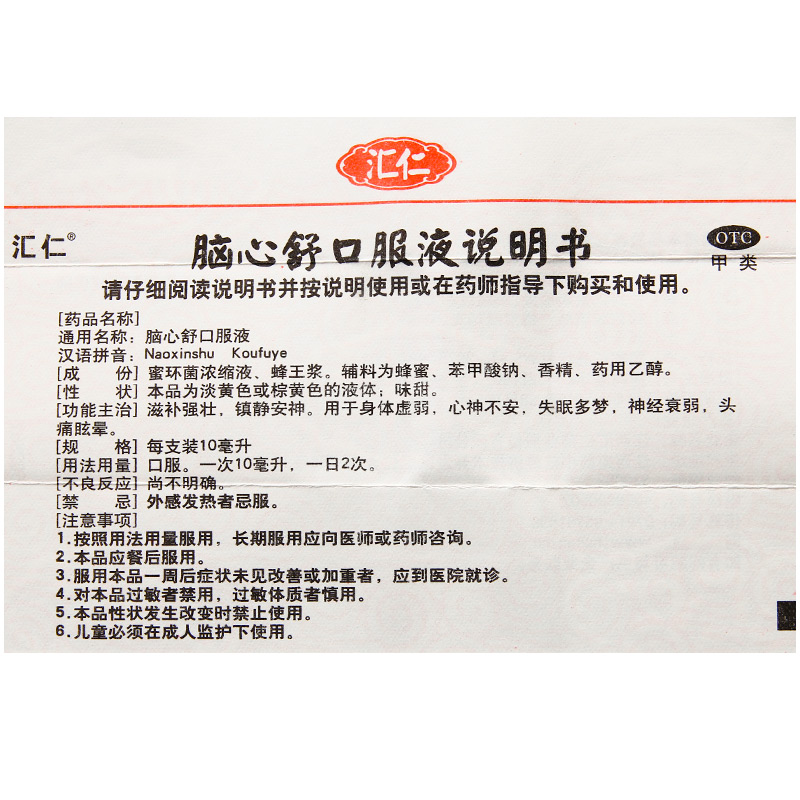 汇仁
汇仁®
脑心舒口服液说明书
OTC
甲类
请仔细阅读说明书并按说明使用或在药师指导下购买和使用。
[药品名称]
通用名称：脑心舒口服液
汉语拼音：Naoxinshu Koufuye
[成 份] 蜜环菌浓缩液、蜂王浆。辅料为蜂蜜、苯甲酸钠、香精、药用乙醇。
[性 状] 本品为淡黄色或棕黄色的液体；味甜。
[功能主治] 滋补强壮，镇静安神。用于身体虚弱，心神不安，失眠多梦，神经衰弱，头
痛眩晕。
[规 格] 每支装10毫升
[用法用量] 口服。一次10毫升，一日2次。
[不良反应] 尚不明确。
[禁 忌] 外感发热者忌服。
[注意事项]
1.按照用法用量服用，长期服用应向医师或药师咨询。
2.本品应餐后服用。
3.服用本品一周后症状未见改善或加重者，应到医院就诊。
4.对本品过敏者禁用，过敏体质者慎用。
5.本品性状发生改变时禁止使用。
6.儿童必须在成人监护下使用。